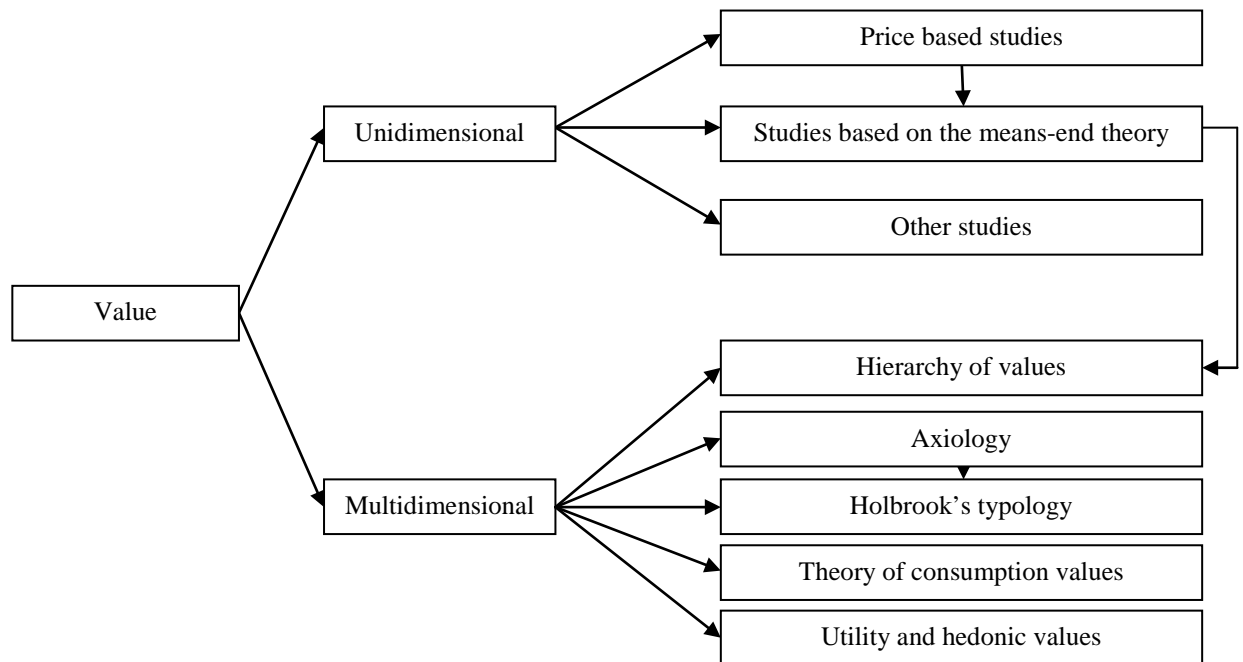 Price based studies
Unidimensional
Studies based on the means-end theory
Other studies
Value
Hierarchy of values
Axiology
Multidimensional
Holbrook’s typology
Theory of consumption values
Utility and hedonic values